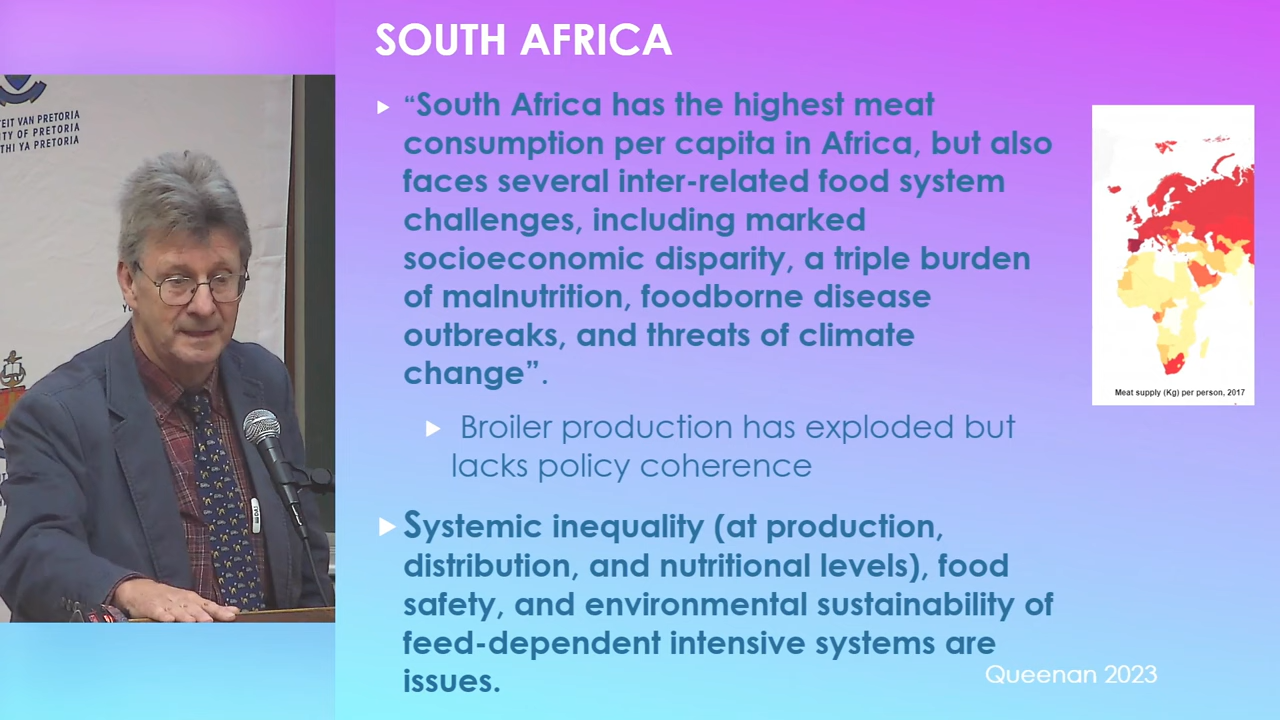 SOUTH AFRICA
“South Africa has the highest meat
consumption per capita in Africa, but also
faces several inter-related food system
challenges, including marked
socioeconomic disparity, a triple burden
of malnutrition, foodborne disease
outbreaks, and threats of climate
change”.
Broiler production has exploded but
lacks policy coherence
Systemic inequality (at production,
distribution, and nutritional levels), food
safety, and environmental sustainability of
feed-dependent intensive systems are
issues.
Queenan 2023
Meat supply (Kg) per person, 2017
TEIT VAN PRETORIA
ITY OF PRETORIA
THI YA PRETORIA